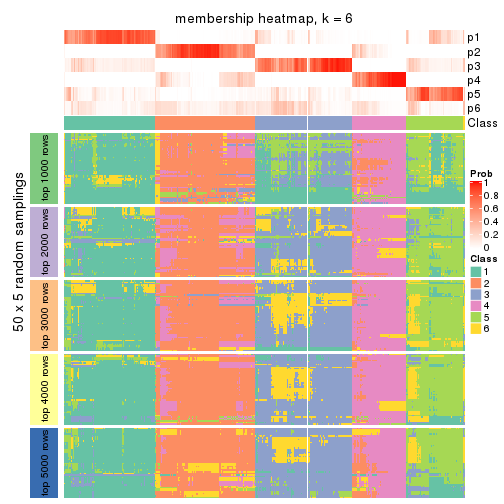 membership heatmap, k = 6
p1
p2
p3
p4
p5
p6
Class
50 x 5 random samplings
top 1000 rows
top 2000 rows
top 3000 rows
top 4000 rows
top 5000 rows
Prob
1
0.8
0.6
0.4
0.2
0
Class
1
2
3
4
5
6